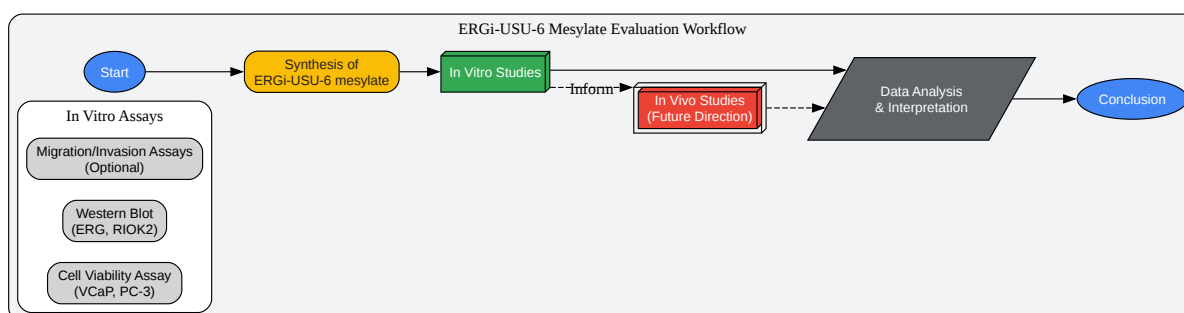 ERGi-USU-6 Mesylate Evaluation Workflow
Start
Synthesis of
ERGi-USU-6 mesylate
In Vitro Studies
Inform
In Vivo Studies
(Future Direction)
Data Analysis
& Interpretation
Conclusion
In Vitro Assays
Migration/Invasion Assays
(Optional)
Western Blot
(ERG, RIOK2)
Cell Viability Assay
(VCaP, PC-3)